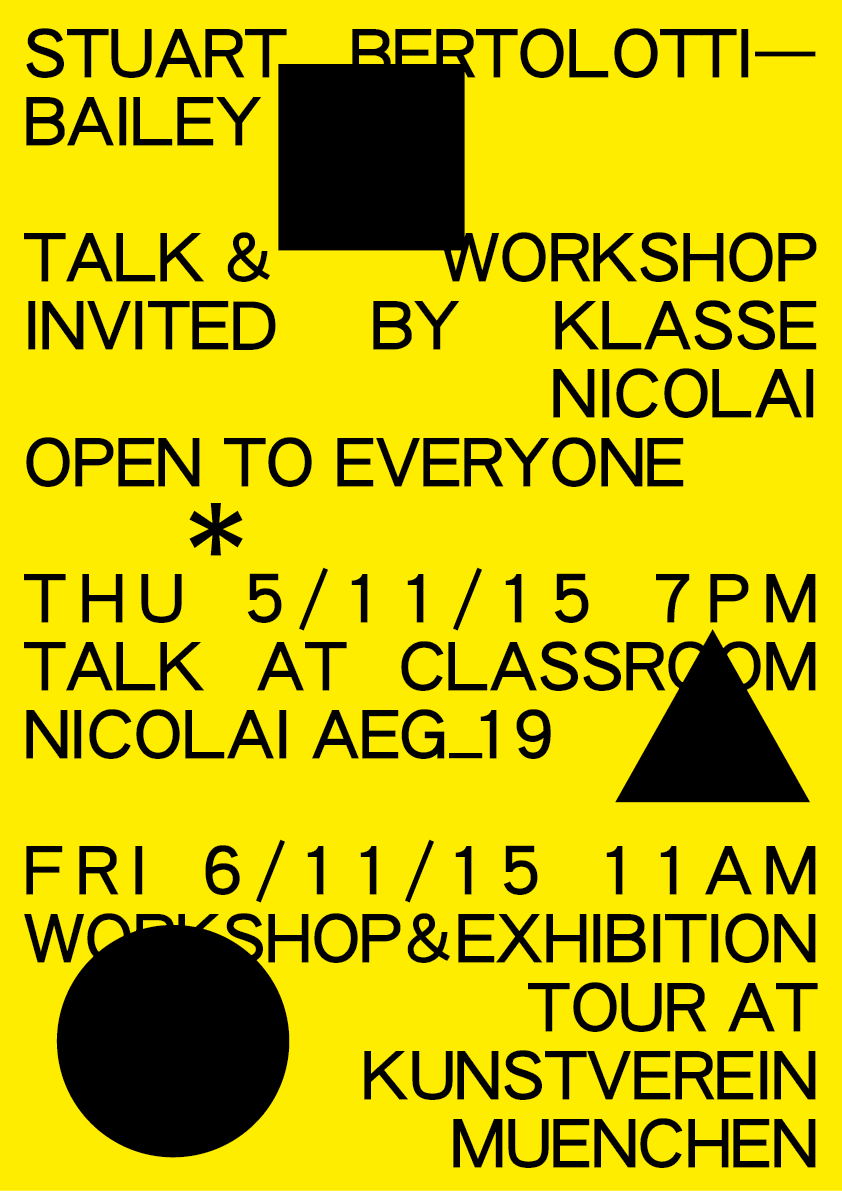 STUART BERTOLOTTI—
BAILEY
TALK & WORKSHOP
INVITED BY KLASSE
NICOLAI
OPEN TO EVERYONE
*
THU 5/11/15 7PM
TALK AT CLASSROOM
NICOLAI AEG_19
FRI 6/11/15 11AM
WORKSHOP&EXHIBITION
TOUR AT
KUNSTVEREIN
MUENCHEN